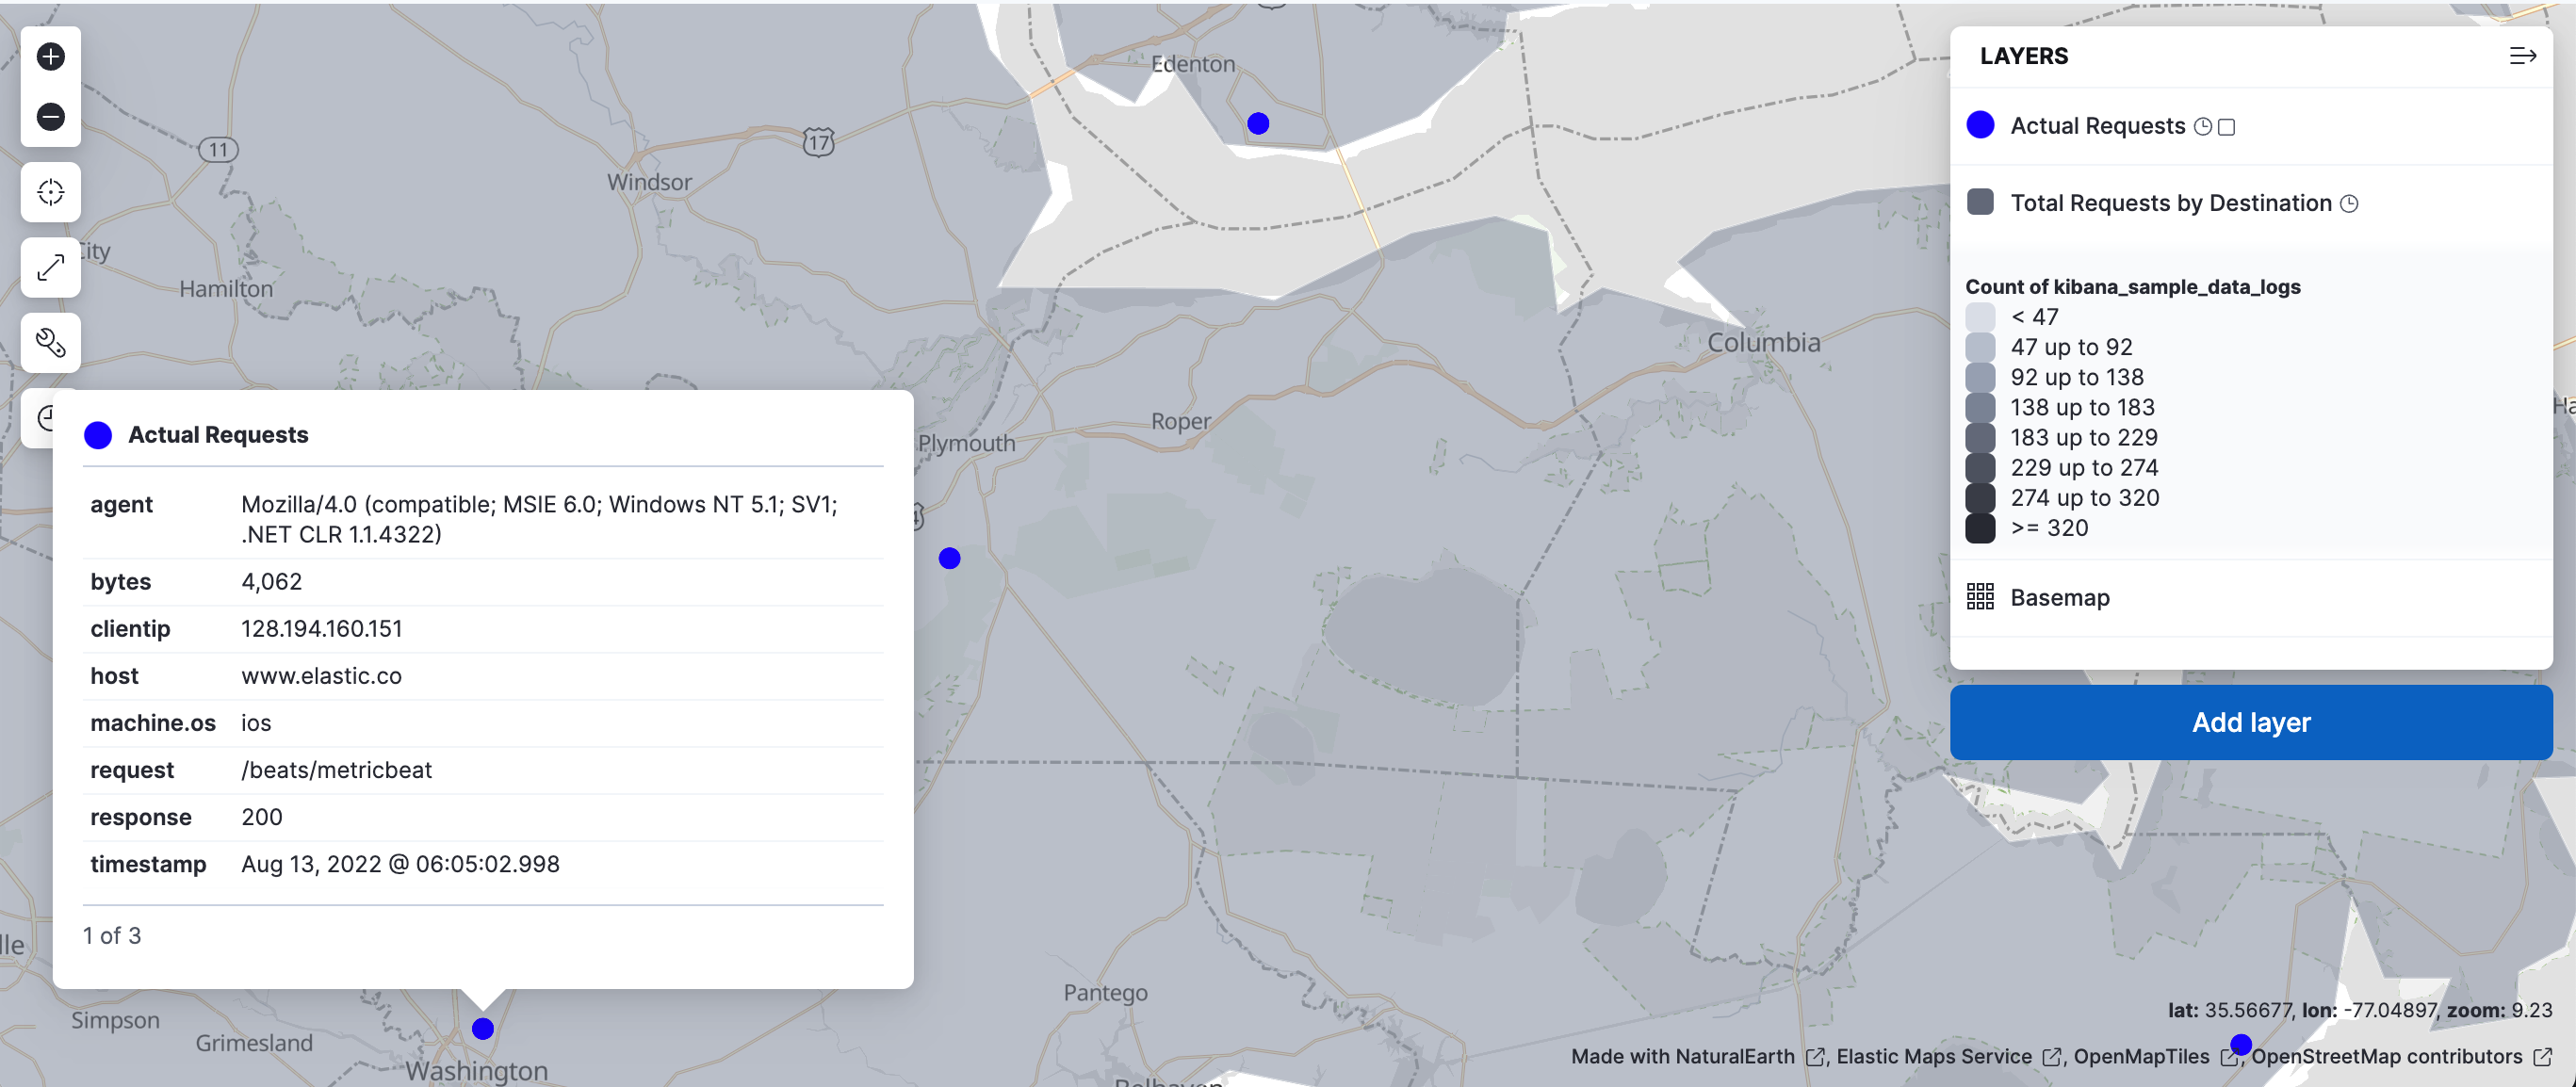 Edenton
17
11
Windsor
City
Hamilton
Columbia
Roper
Plymouth
Pantego
Simpson
Grimesland
Washington
LAYERS
Actual Requests
Total Requests by Destination
Count of kibana_sample_data_logs
< 47
47 up to 92
92 up to 138
138 up to 183
183 up to 229
229 up to 274
274 up to 320
>= 320
Basemap
Add layer
Actual Requests
agent Mozilla/4.0 (compatible; MSIE 6.0; Windows NT 5.1; SV1;
.NET CLR 1.1.4322)
bytes 4,062
clientip 128.194.160.151
host www.elastic.co
machine.os ios
request /beats/metricbeat
response 200
timestamp Aug 13, 2022 @ 06:05:02.998
1 of 3
lat: 35.56677, lon: -77.04897, zoom: 9.23
Made with NaturalEarth , Elastic Maps Service , OpenMapTiles , OpenStreetMap contributors